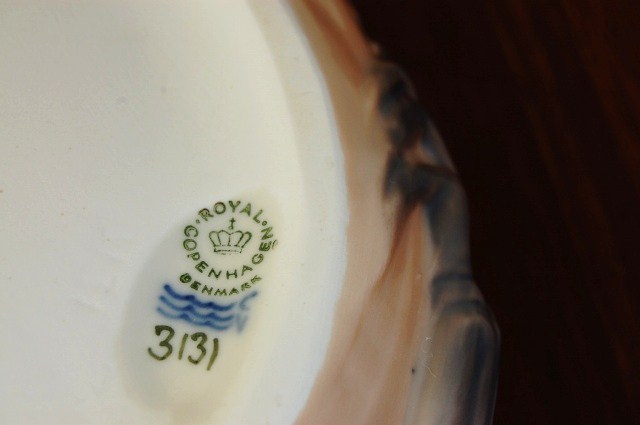 ROYAL
COPENHAGEN
DENMARK
3131